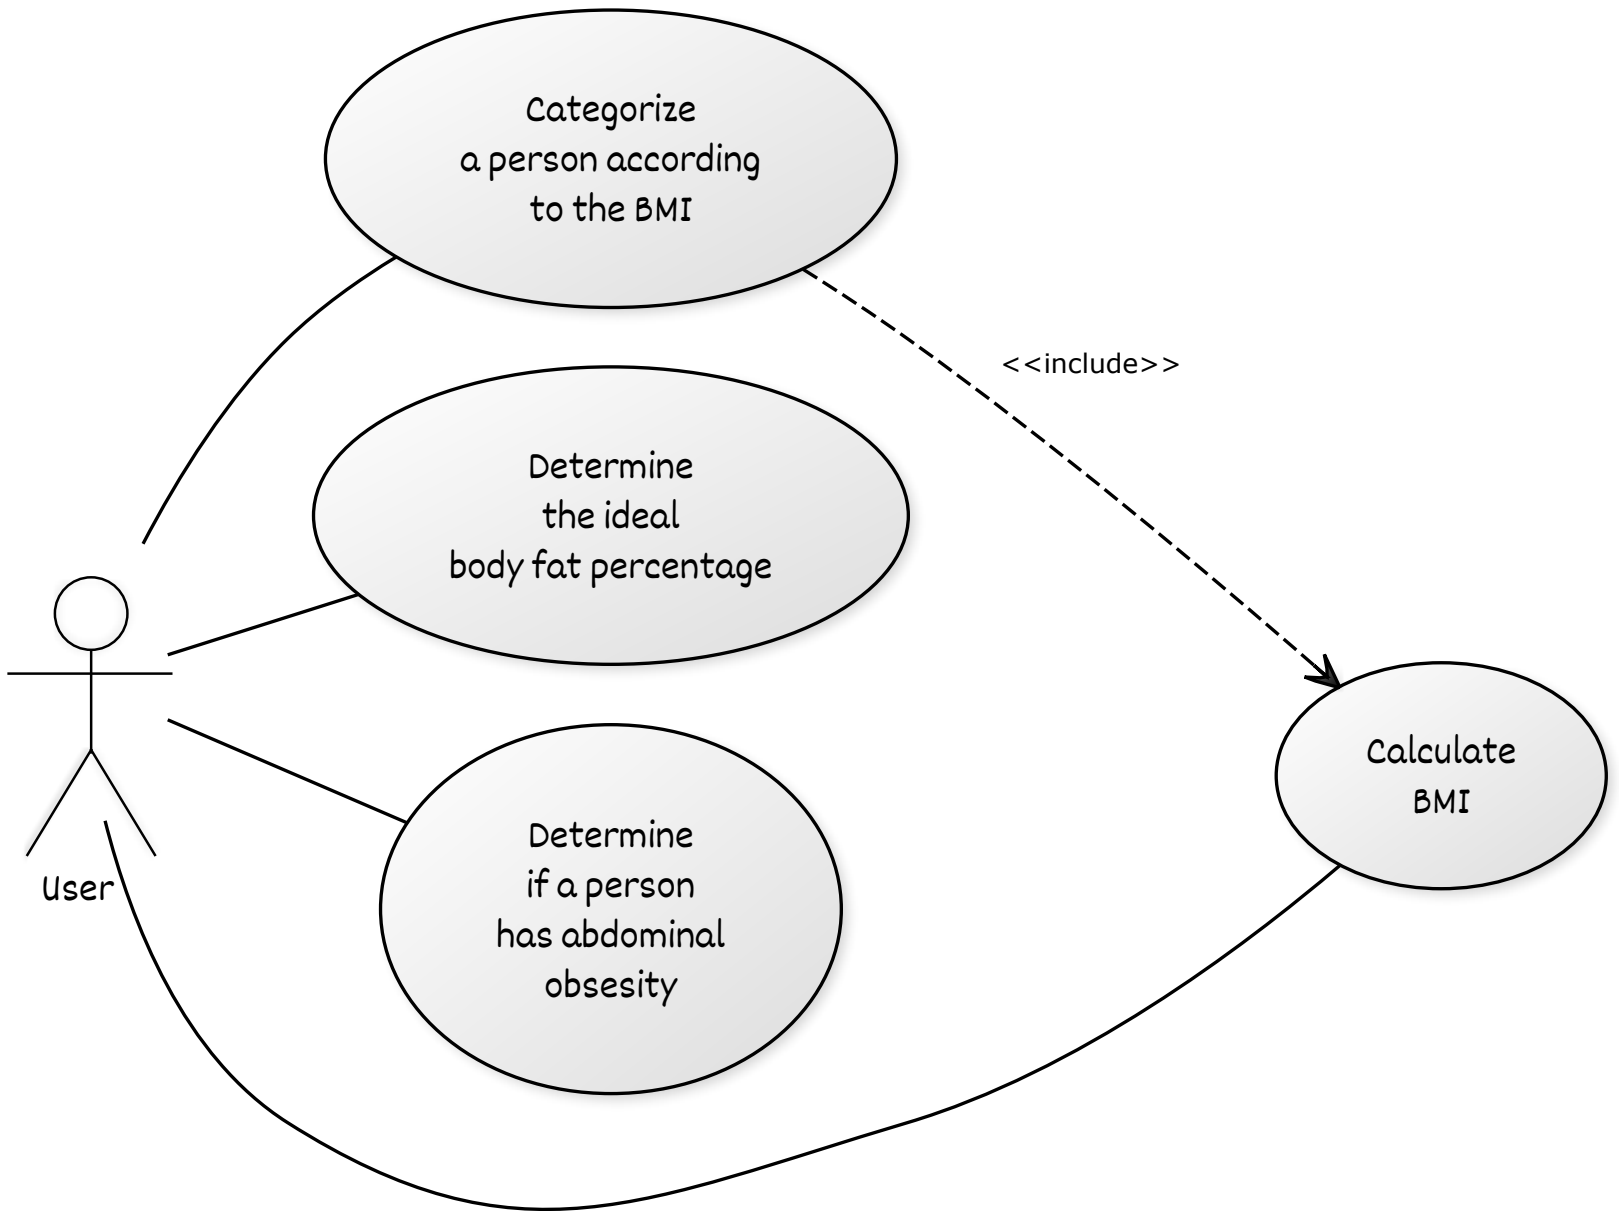 Categorize
a person according
to the BMI
<<include>>
Determine
the ideal
body fat percentage
Calculate
BMI
Determine
if a person
has abdominal
obsesity
User